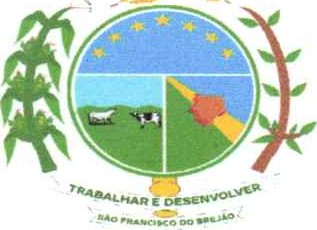 TRABALHAR E DESENVOLVER
SÃO FRANCISCO DO BREJÃO